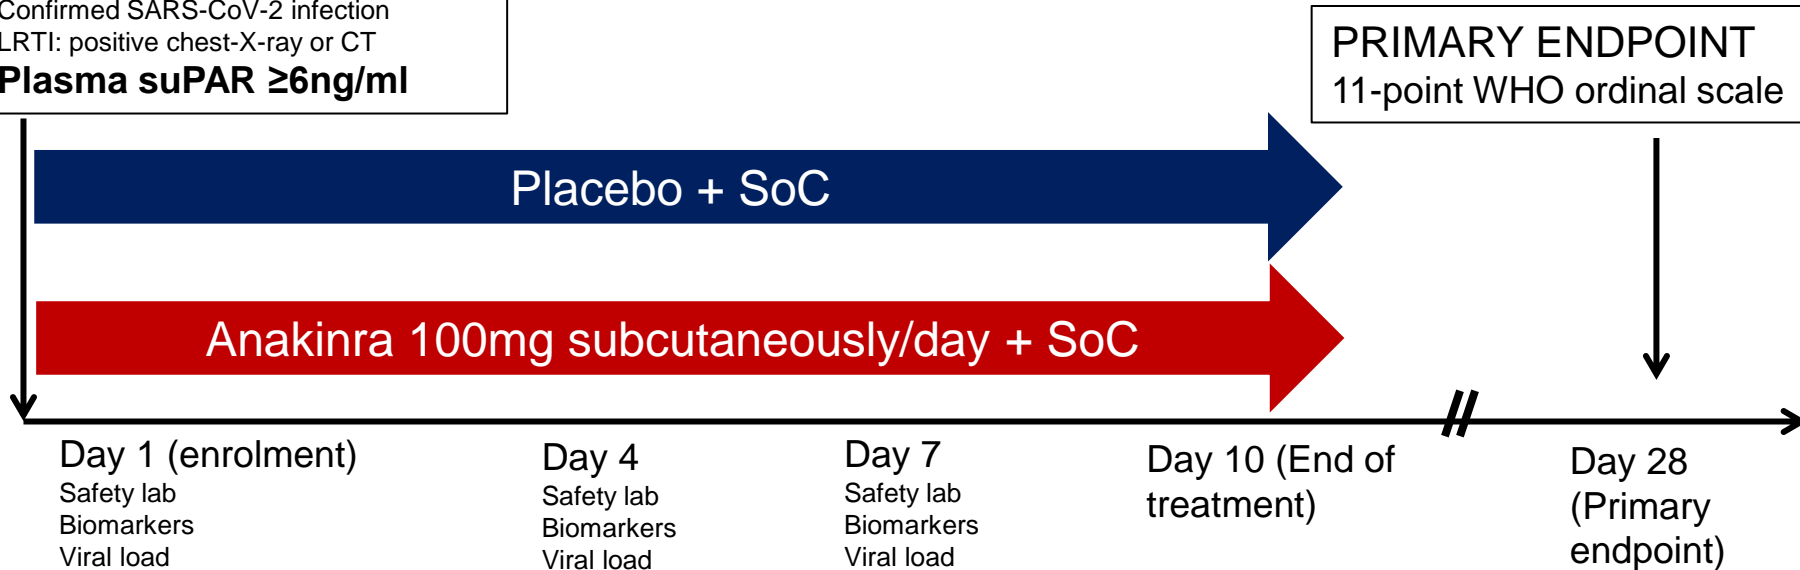 Confirmed SARS-CoV-2 infection
LRTI: positive chest-X-ray or CT
Plasma suPAR ≥6ng/ml
PRIMARY ENDPOINT
11-point WHO ordinal scale
Placebo + SoC
Anakinra 100mg subcutaneously/day + SoC
Day 1 (enrolment)
Safety lab
Biomarkers
Viral load
Day 4
Safety lab
Biomarkers
Viral load
Day 7
Safety lab
Biomarkers
Viral load
Day 10 (End of
treatment)
Day 28
(Primary
endpoint)